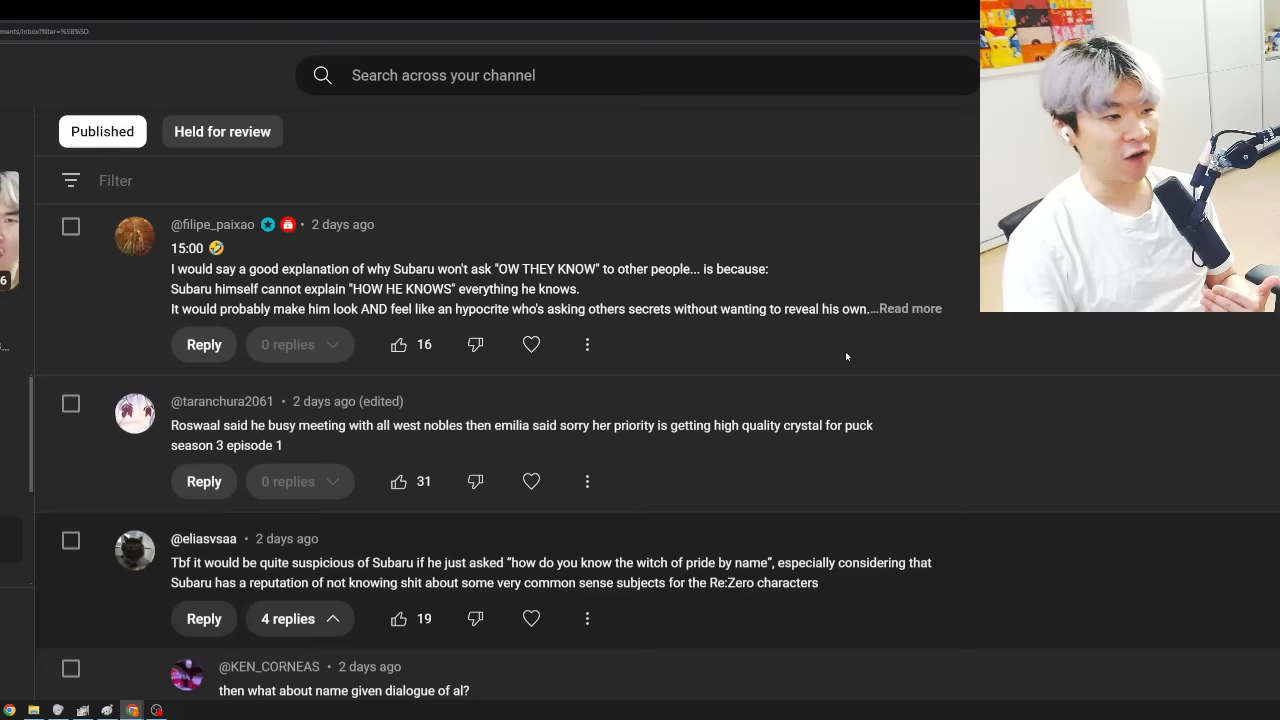 ments/inbox?filter=%5B%5D
Search across your channel
Published
Held for review
Filter
@filipe_paixao • 2 days ago
15:00 🤣
I would say a good explanation of why Subaru won't ask "OW THEY KNOW" to other people... is because:
Subaru himself cannot explain "HOW HE KNOWS" everything he knows.
It would probably make him look AND feel like an hypocrite who's asking others secrets without wanting to reveal his own....Read more
Reply
0 replies
16
@taranchura2061 • 2 days ago (edited)
Roswaal said he busy meeting with all west nobles then emilia said sorry her priority is getting high quality crystal for puck
season 3 episode 1
Reply
0 replies
31
@eliasvsaa • 2 days ago
Tbf it would be quite suspicious of Subaru if he just asked "how do you know the witch of pride by name", especially considering that
Subaru has a reputation of not knowing shit about some very common sense subjects for the Re:Zero characters
Reply
4 replies
19
@KEN_CORNEAS • 2 days ago
then what about name given dialogue of al?
6